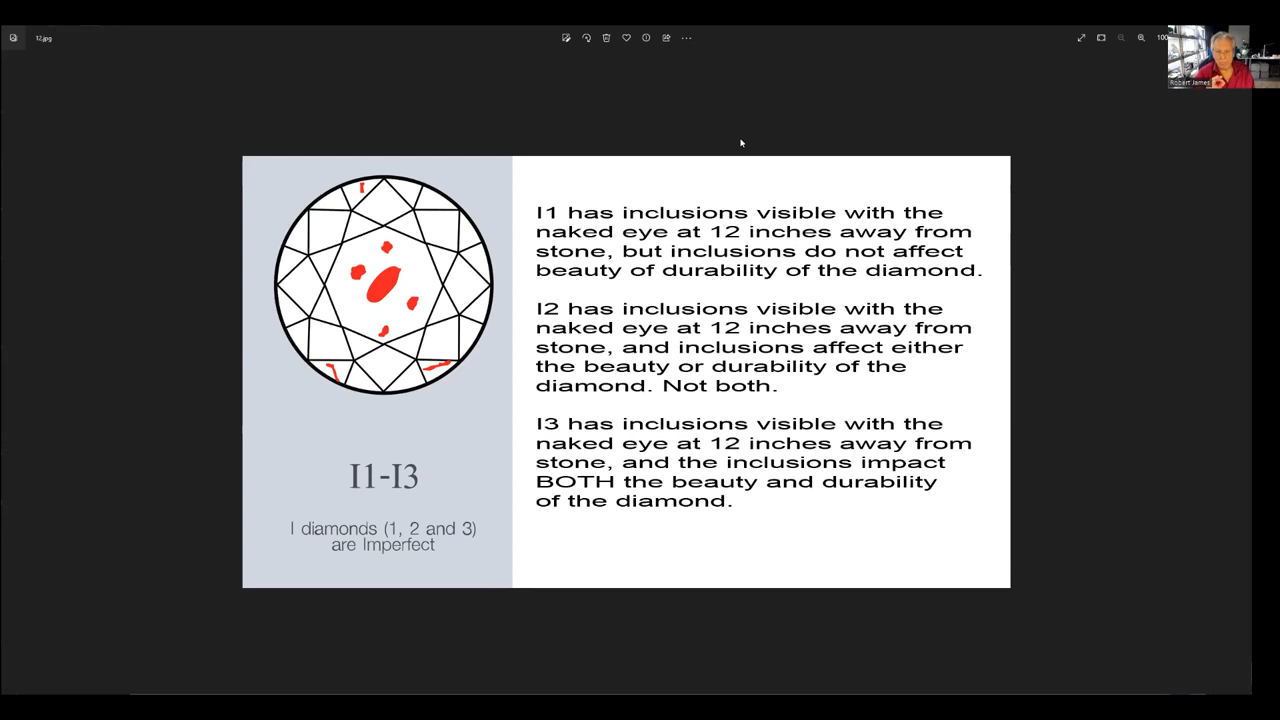 12.jpg
Robert James
I1 has inclusions visible with the
naked eye at 12 inches away from
stone, but inclusions do not affect
beauty of durability of the diamond.
I2 has inclusions visible with the
naked eye at 12 inches away from
stone, and inclusions affect either
the beauty or durability of the
diamond. Not both.
I3 has inclusions visible with the
naked eye at 12 inches away from
stone, and the inclusions impact
BOTH the beauty and durability
of the diamond.
I1-I3
I diamonds (1, 2 and 3)
are Imperfect